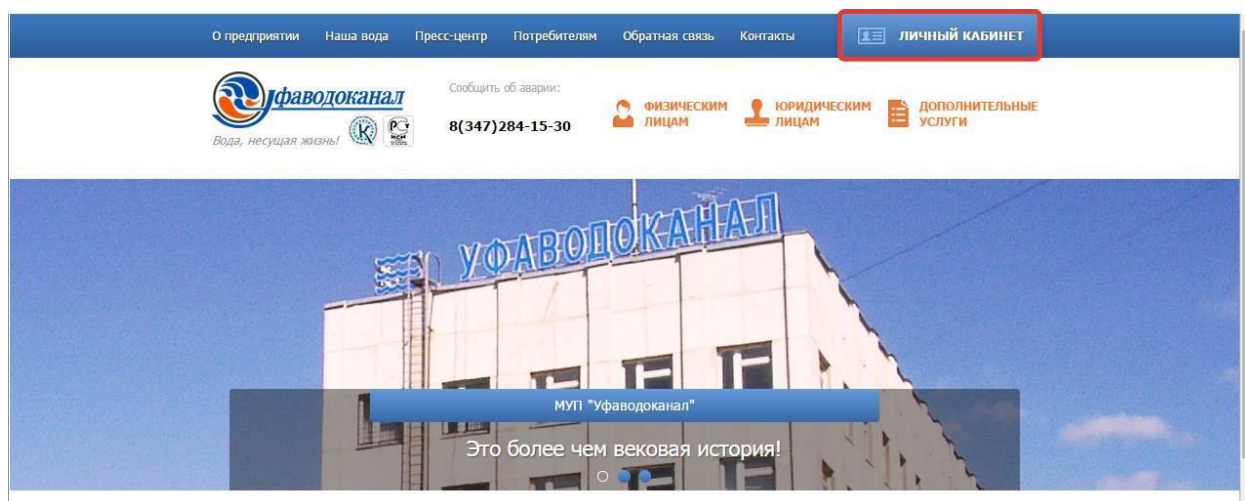 О предприятии Наша вода Пресс-центр Потребителям Обратная связь Контакты ЛИЧНЫЙ КАБИНЕТ
Уфаводоканал
Вода, несущая жизнь!
Сообщить об аварии:
8(347)284-15-30
ФИЗИЧЕСКИМ
ЛИЦАМ
ЮРИДИЧЕСКИМ
ЛИЦАМ
ДОПОЛНИТЕЛЬНЫЕ
УСЛУГИ
УФАВОДОКАНАЛ
МУП "Уфаводоканал"
Это более чем вековая история!